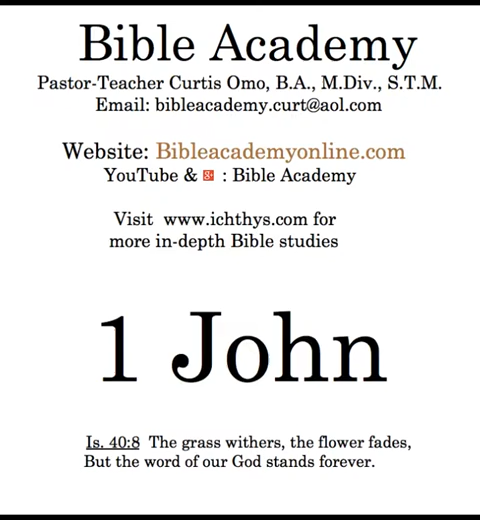 Bible Academy
Pastor-Teacher Curtis Omo, B.A., M.Div., S.T.M.
Email: bibleacademy.curt@aol.com
Website: Bibleacademyonline.com
YouTube & g+ : Bible Academy
Visit www.ichthys.com for
more in-depth Bible studies
1 John
Is. 40:8 The grass withers, the flower fades,
But the word of our God stands forever.